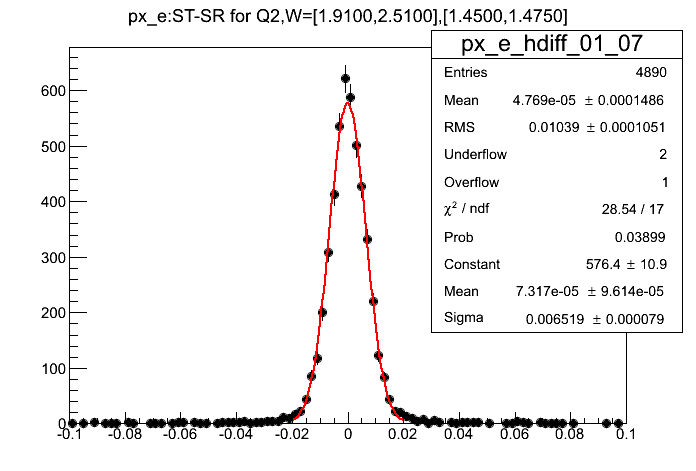 px_e:ST-SR for Q2,W=[1.9100,2.5100],[1.4500,1.4750]
px_e_hdiff_01_07
Entries 4890
Mean 4.769e-05 ± 0.0001486
RMS 0.01039 ± 0.0001051
Underflow 2
Overflow 1
χ² / ndf 28.54 / 17
Prob 0.03899
Constant 576.4 ± 10.9
Mean 7.317e-05 ± 9.614e-05
Sigma 0.006519 ± 0.000079
600
500
400
300
200
100
0
-0.1 -0.08 -0.06 -0.04 -0.02 0 0.02 0.04 0.06 0.08 0.1